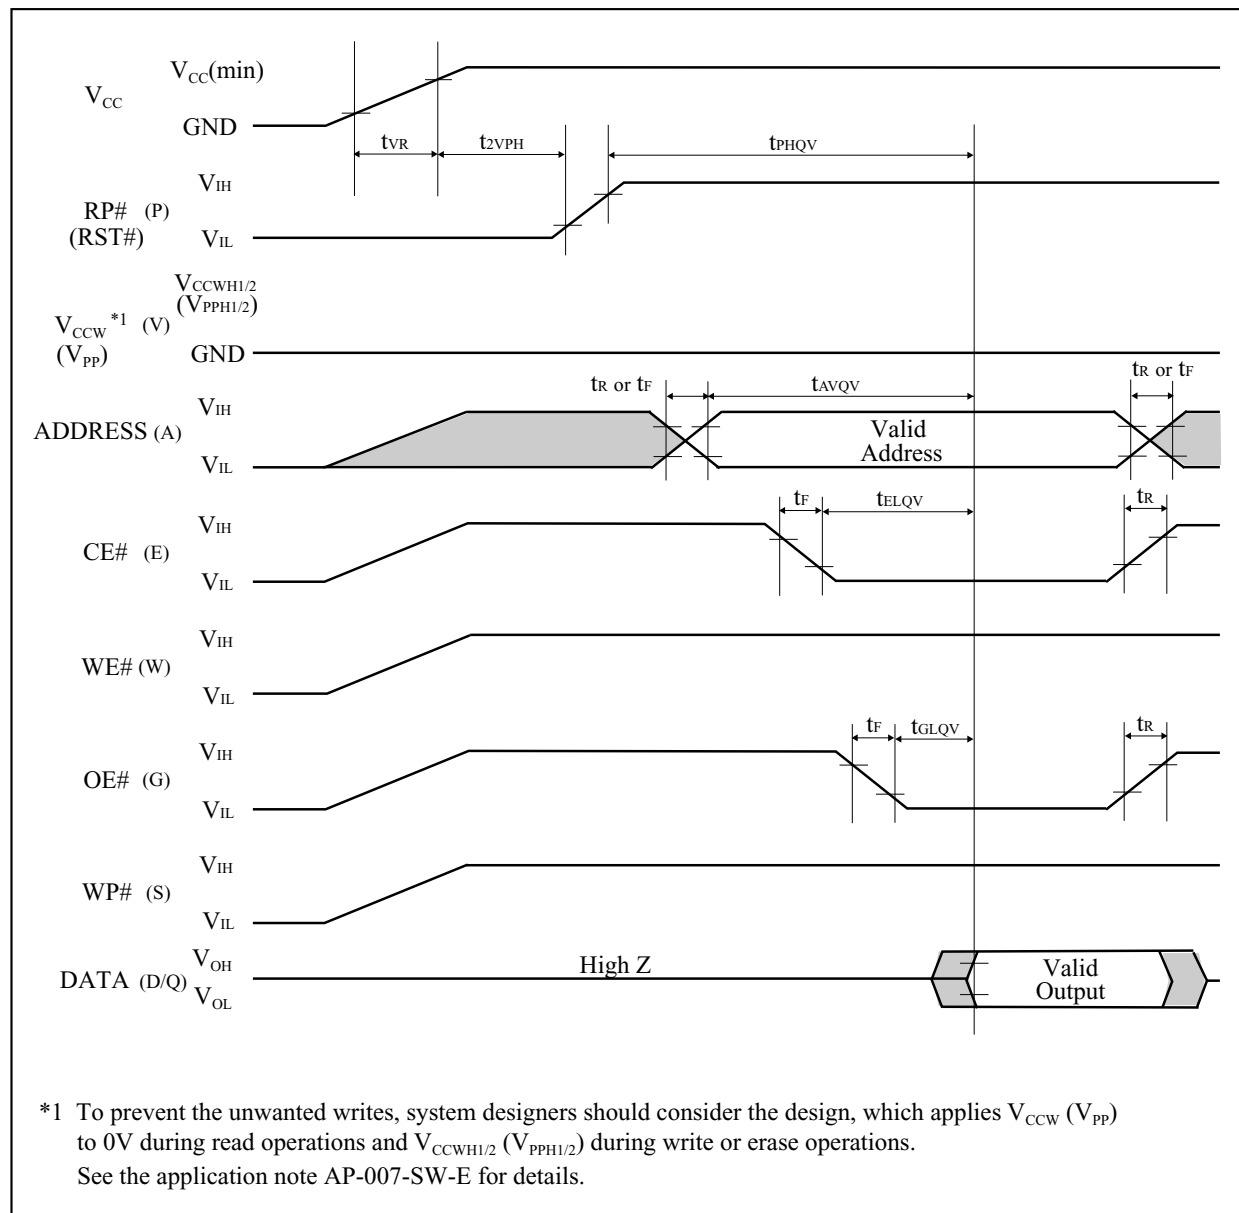 VCC(min)
VCC
GND
tVR
t2VPH
tPHQV
VIH
RP# (P)
(RST#)
VIL
VCCWH1/2
(VPPH1/2)
VCCW *1 (V)
(VPP)
GND
tR or tF
tAVQV
tR or tF
VIH
ADDRESS (A)
Valid
Address
VIL
tF
tELQV
tR
VIH
CE# (E)
VIL
VIH
WE# (W)
VIL
tF
tGLQV
tR
VIH
OE# (G)
VIL
VIH
WP# (S)
VIL
VOH
DATA (D/Q)
High Z
Valid
Output
VOL
*1 To prevent the unwanted writes, system designers should consider the design, which applies VCCW (VPP)
to 0V during read operations and VCCWH1/2 (VPPH1/2) during write or erase operations.
See the application note AP-007-SW-E for details.